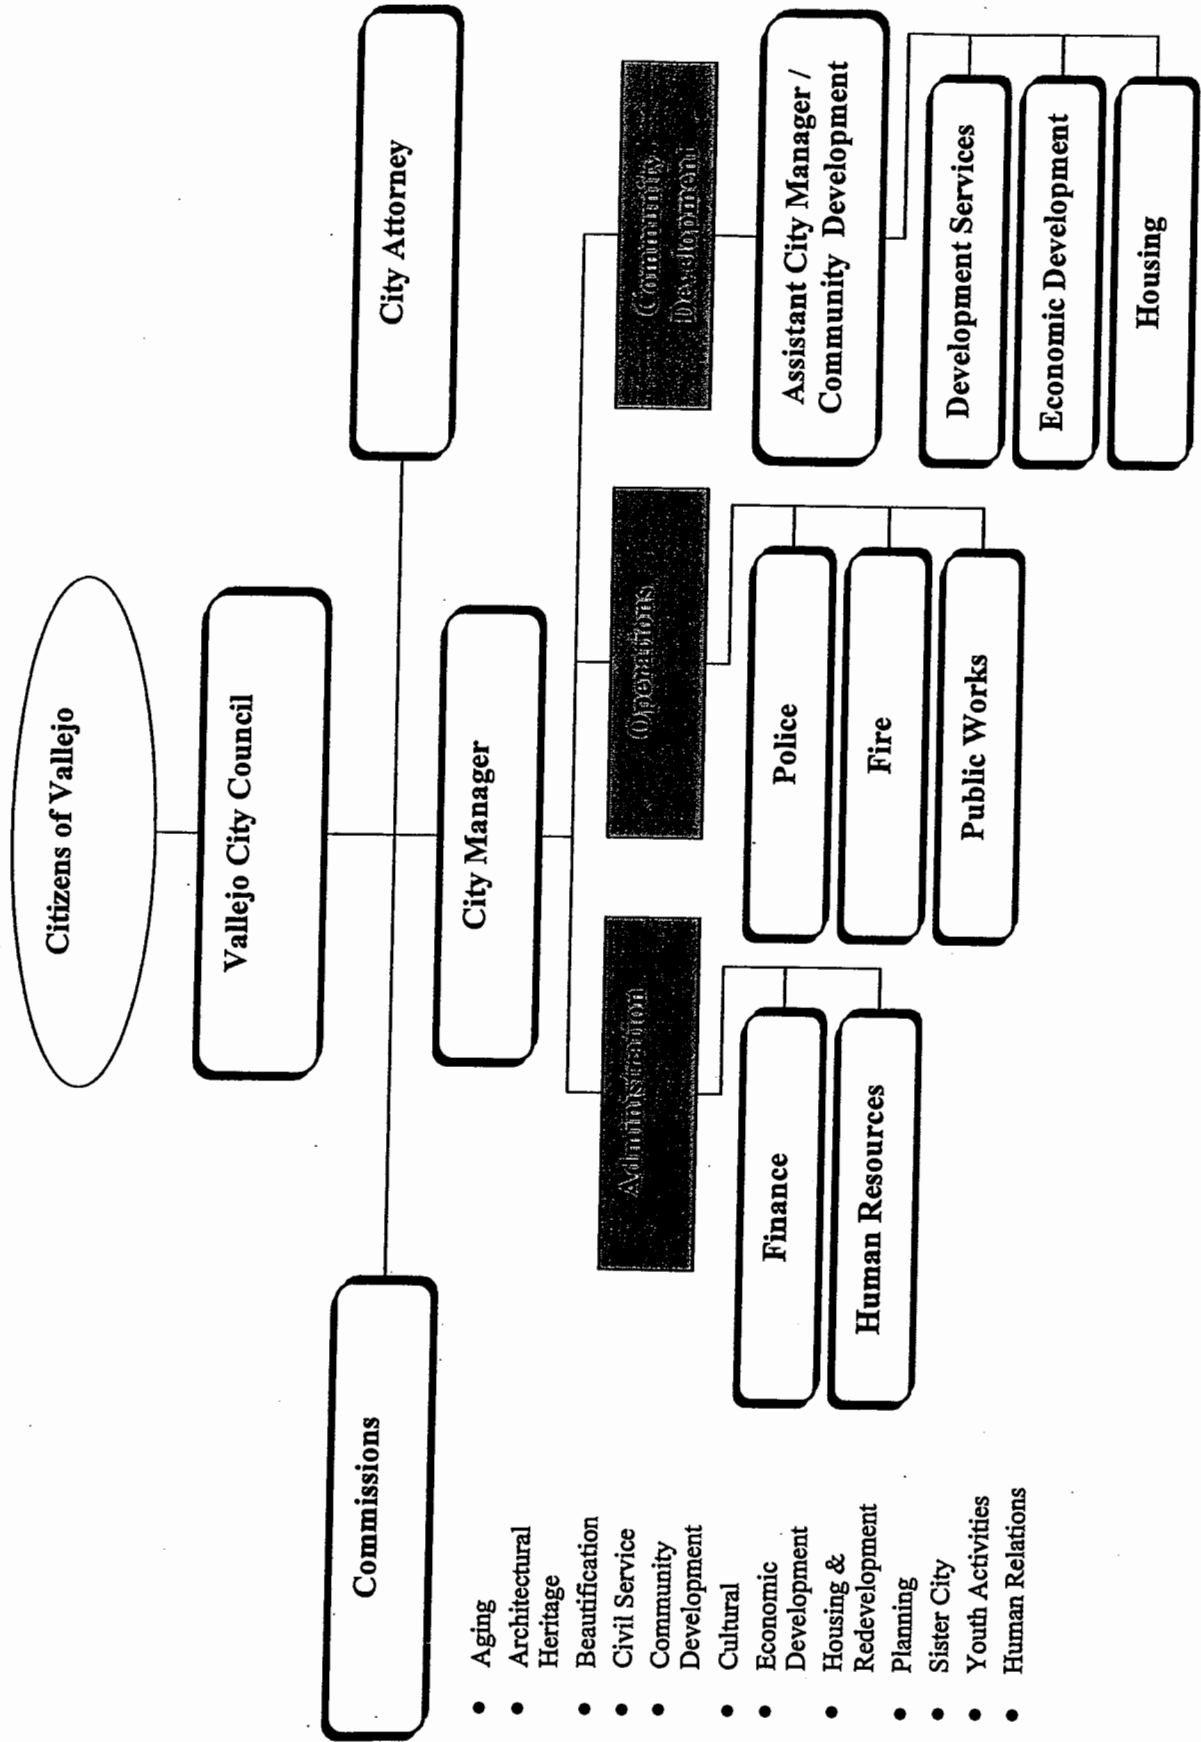 Citizens of Vallejo
Vallejo City Council
Commissions
City Attorney
City Manager
Administration
Operations
Community
Development
Finance
Human Resources
Police
Fire
Public Works
Assistant City Manager /
Community Development
Development Services
Economic Development
Housing
● Aging
● Architectural
Heritage
● Beautification
● Civil Service
● Community
Development
● Cultural
● Economic
Development
● Housing &
Redevelopment
● Planning
● Sister City
● Youth Activities
● Human Relations